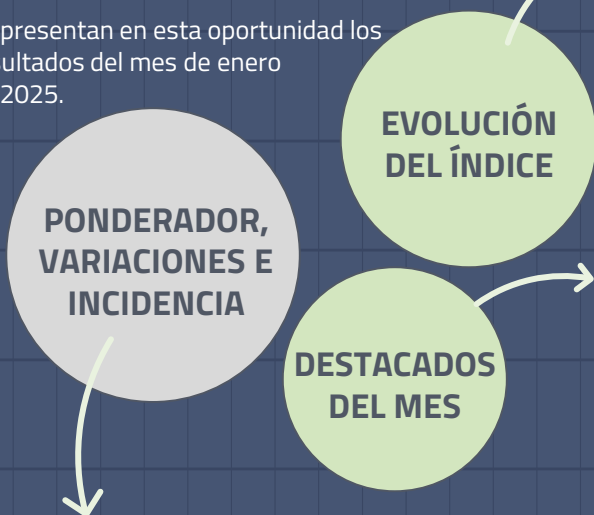 presentan en esta oportunidad los
ultados del mes de enero
2025.
EVOLUCIÓN
DEL ÍNDICE
PONDERADOR,
VARIACIONES E
INCIDENCIA
DESTACADOS
DEL MES